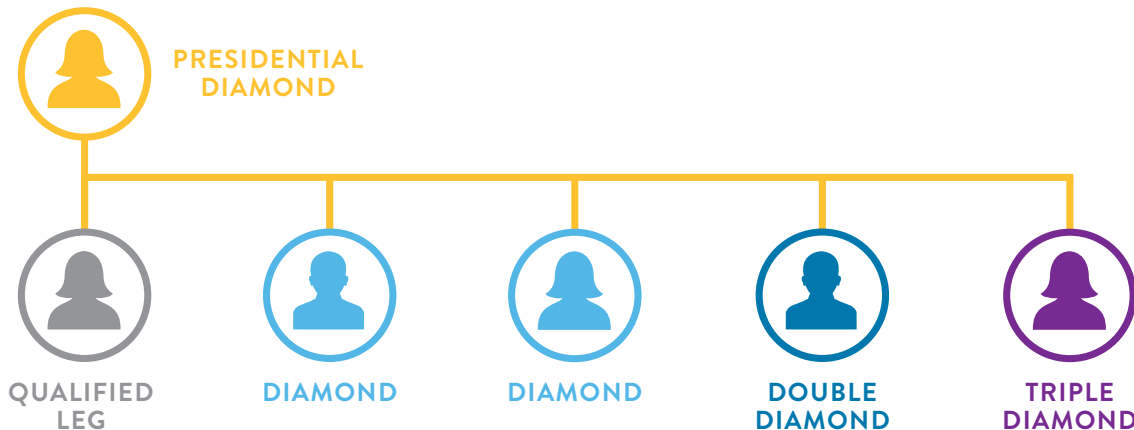 PRESIDENTIAL
DIAMOND
QUALIFIED
LEG
DIAMOND
DIAMOND
DOUBLE
DIAMOND
TRIPLE
DIAMOND